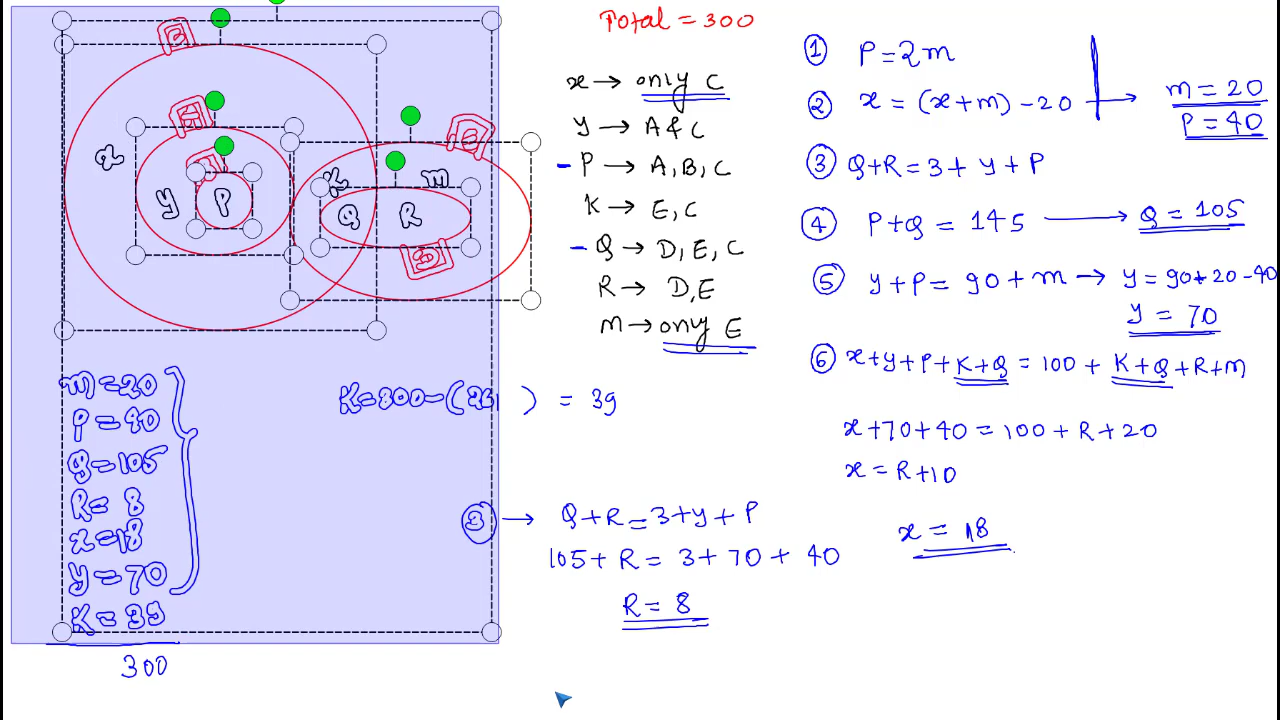 Total = 300
x → only C
y → A & C
- P → A, B, C
K → E, C
- Q → D, E, C
R → D, E
m → only E
① P = 2m
② x = (x+m) - 20 → m = 20
P = 40
③ Q+R = 3 + y + P
④ P+Q = 145 → Q = 105
⑤ y+P = 90 + m → y = 90+20-40
y = 70
⑥ x+y+P+K+Q = 100 + K+Q+R+m
x+70+40 = 100 + R + 20
x = R+10
x = 18
C
A
B
E
D
x
y
P
K
m
Q
R
m=20
P=40
Q=105
R=8
x=18
y=70
K=39
300
K=300-(261) = 39
③ → Q+R=3+y+P
105+R = 3+70+40
R = 8